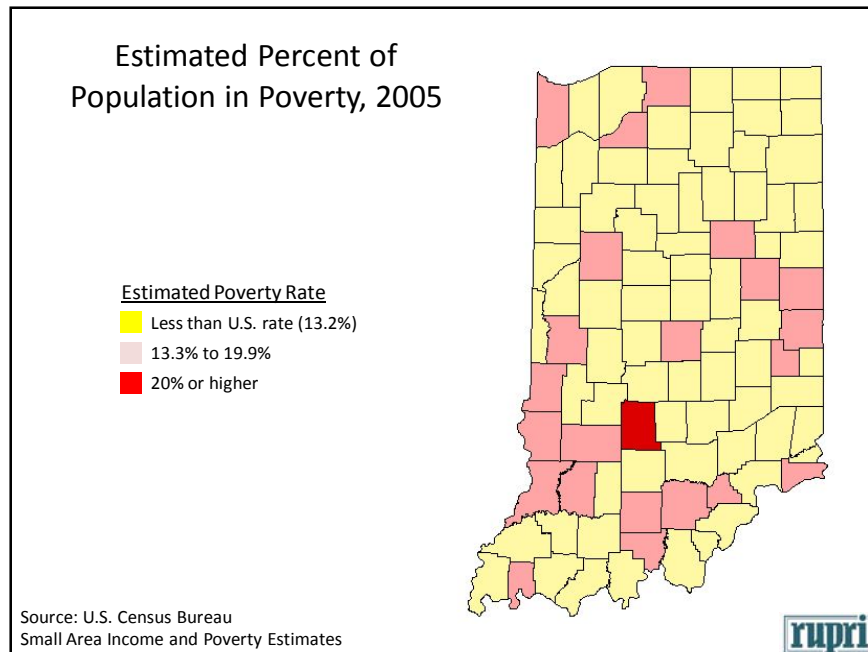 Estimated Percent of
Population in Poverty, 2005
Estimated Poverty Rate
Less than U.S. rate (13.2%)
13.3% to 19.9%
20% or higher
Source: U.S. Census Bureau
Small Area Income and Poverty Estimates
rupri